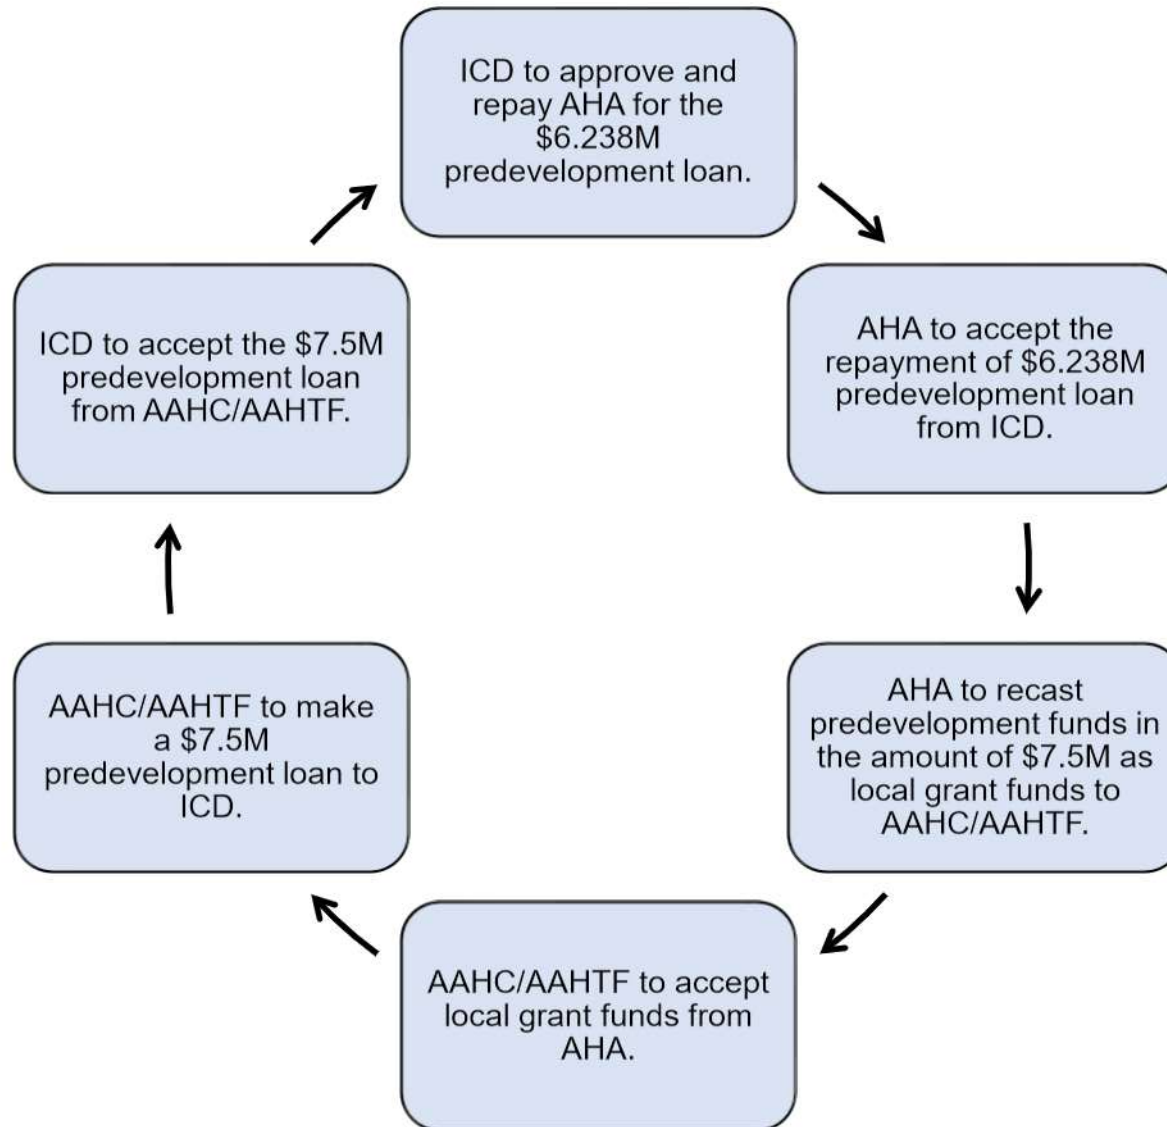 ICD to approve and
repay AHA for the
$6.238M
predevelopment loan.
AHA to accept the
repayment of $6.238M
predevelopment loan
from ICD.
AHA to recast
predevelopment funds in
the amount of $7.5M as
local grant funds to
AAHC/AAHTF.
AAHC/AAHTF to accept
local grant funds from
AHA.
AAHC/AAHTF to make
a $7.5M
predevelopment loan to
ICD.
ICD to accept the $7.5M
predevelopment loan
from AAHC/AAHTF.